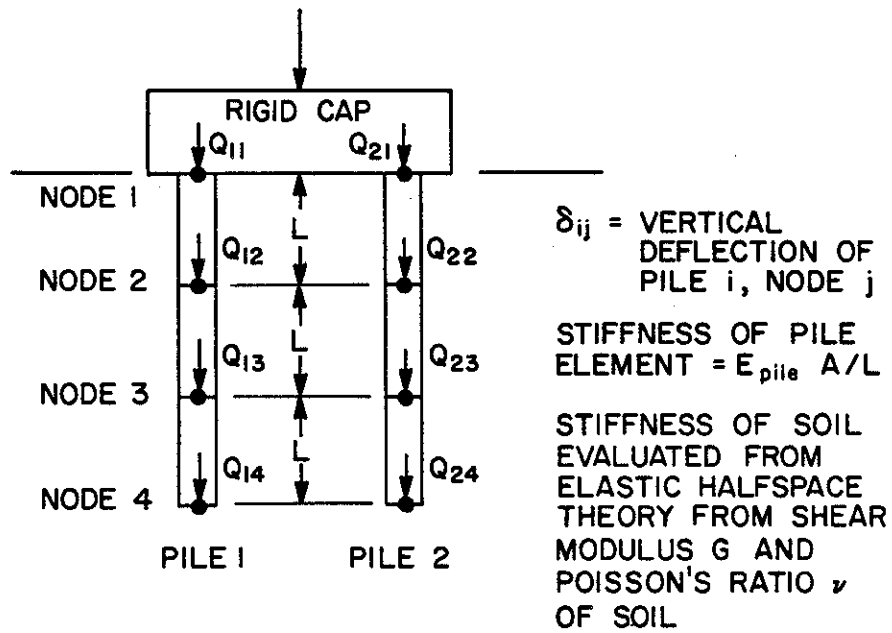 RIGID CAP
Q11
Q21
NODE 1
L
Q12
Q22
NODE 2
L
Q13
Q23
NODE 3
L
Q14
Q24
NODE 4
PILE 1
PILE 2
δij = VERTICAL
DEFLECTION OF
PILE i, NODE j
STIFFNESS OF PILE
ELEMENT = Epile A/L
STIFFNESS OF SOIL
EVALUATED FROM
ELASTIC HALFSPACE
THEORY FROM SHEAR
MODULUS G AND
POISSON'S RATIO ν
OF SOIL